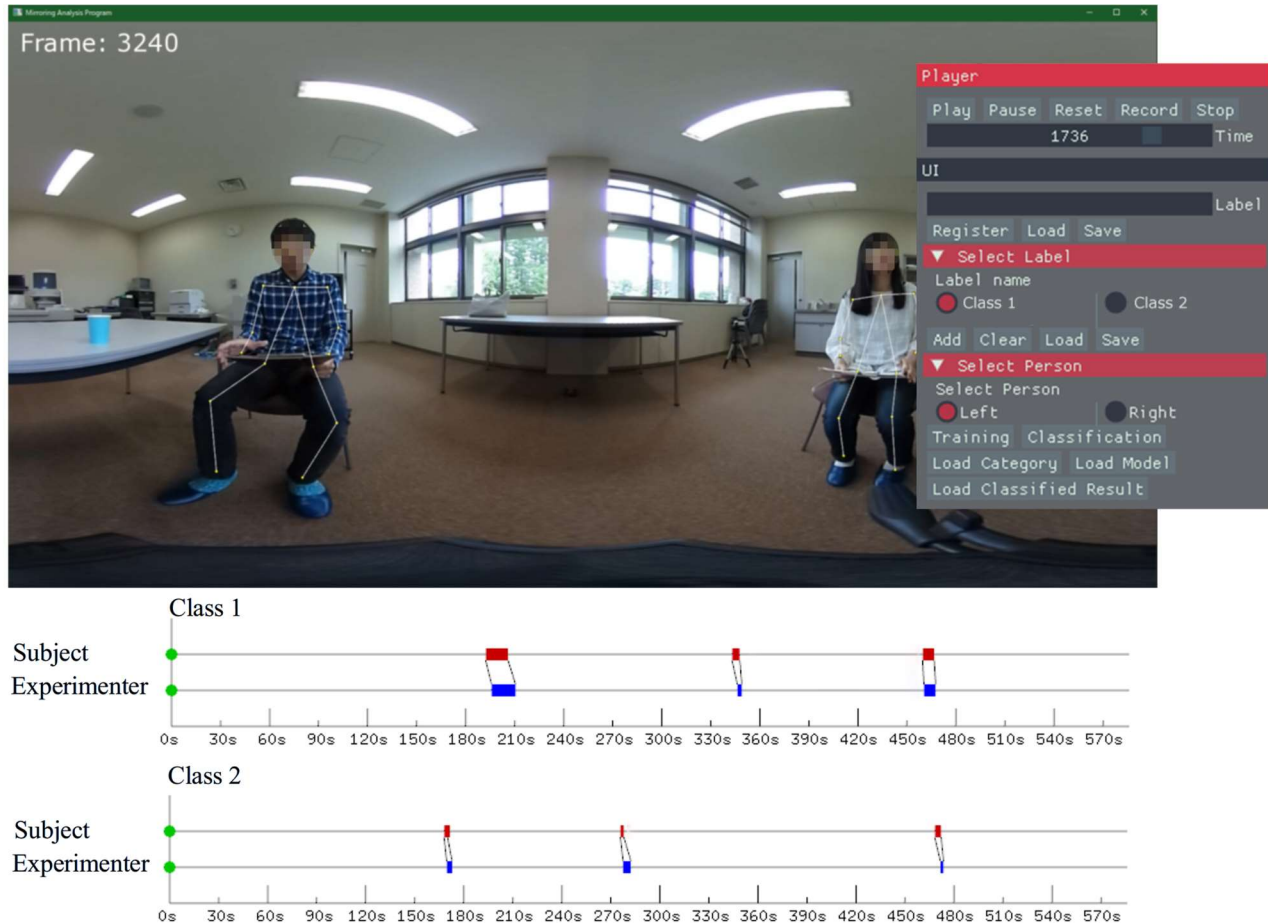 Mirroring Analysis Program
Frame: 3240
Player
Play Pause Reset Record Stop
1736 Time
UI
Label
Register Load Save
▼ Select Label
Label name
Class 1 Class 2
Add Clear Load Save
▼ Select Person
Select Person
Left Right
Training Classification
Load Category Load Model
Load Classified Result
Class 1
Subject
Experimenter
0s 30s 60s 90s 120s 150s 180s 210s 240s 270s 300s 330s 360s 390s 420s 450s 480s 510s 540s 570s
Class 2
Subject
Experimenter
0s 30s 60s 90s 120s 150s 180s 210s 240s 270s 300s 330s 360s 390s 420s 450s 480s 510s 540s 570s